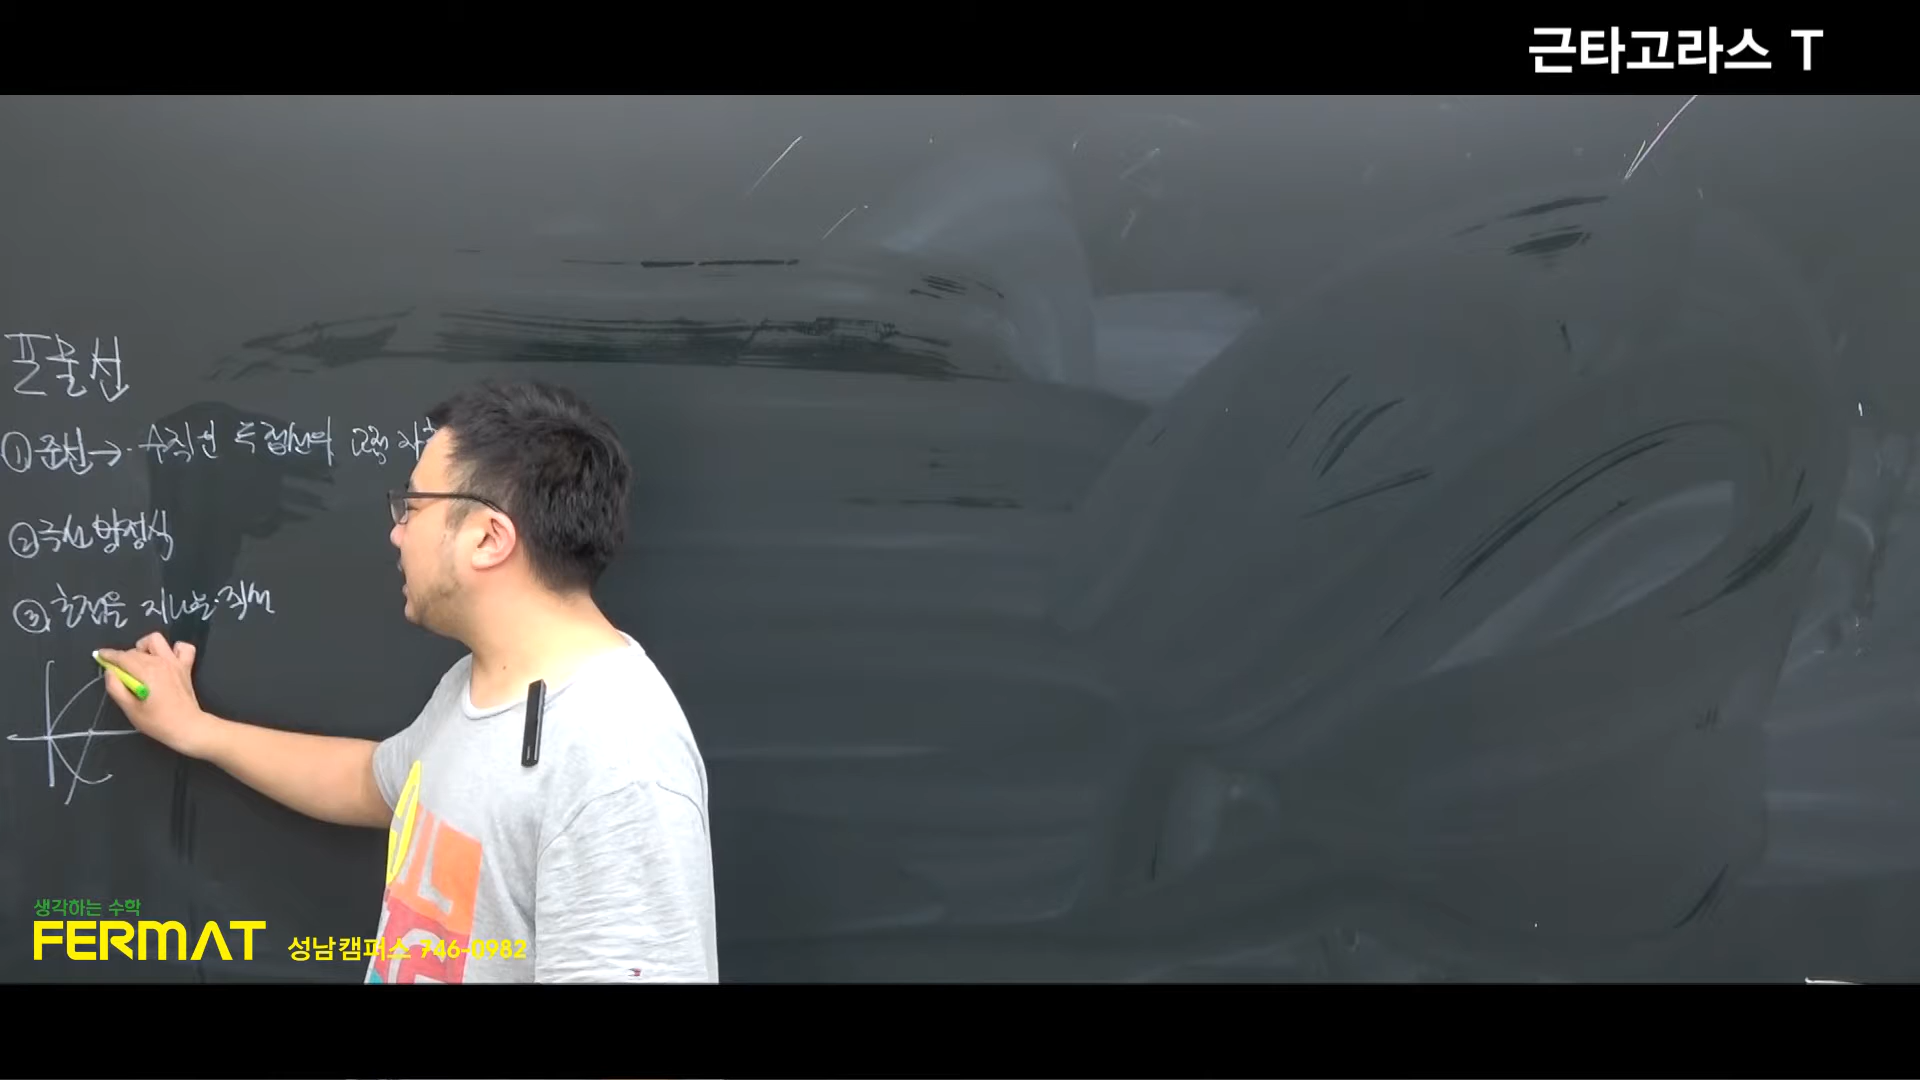 근타고라스 T
포물선
① 준선 → 수직인 두 접선의 교점 자취
② 극선 방정식
③ 초점을 지나는 직선
생각하는 수학
FERMAT 성남캠퍼스 746-0982